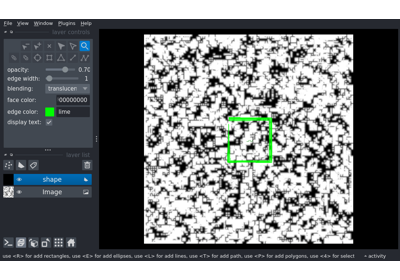 File View Window Plugins Help
layer controls
opacity: 0.70
edge width: 1
blending: translucen
face color: 00000000
edge color: lime
display text:
layer list
shape
Image
use <R> for add rectangles, use <E> for add ellipses, use <L> for add lines, use <T> for add path, use <P> for add polygons, use <4> for select activity